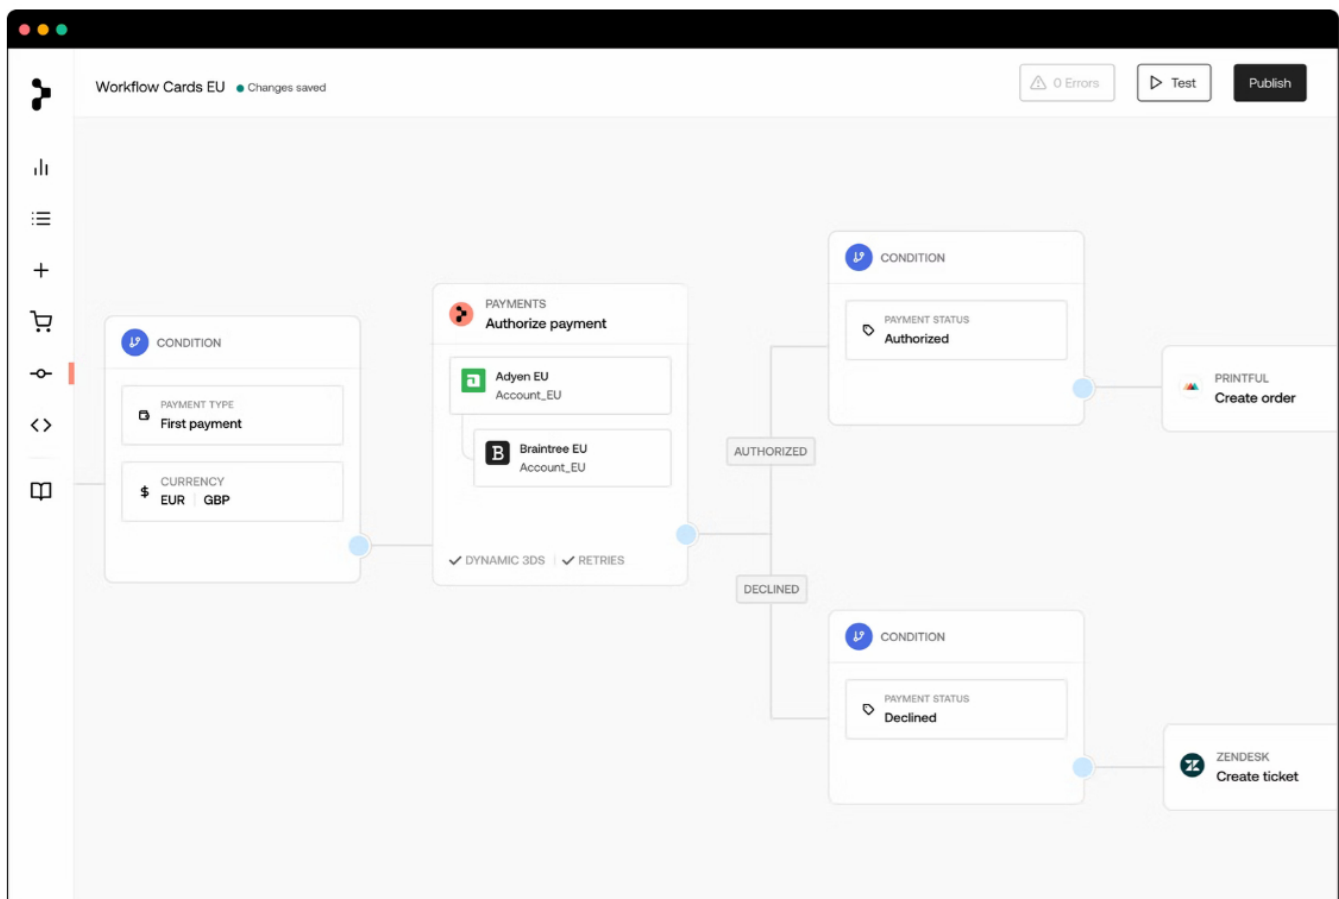 Workflow Cards EU
Changes saved
0 Errors
Test
Publish
CONDITION
PAYMENT TYPE
First payment
CURRENCY
EUR GBP
PAYMENTS
Authorize payment
Adyen EU
Account_EU
B
Braintree EU
Account_EU
DYNAMIC 3DS
RETRIES
AUTHORIZED
DECLINED
CONDITION
PAYMENT STATUS
Authorized
PRINTFUL
Create order
CONDITION
PAYMENT STATUS
Declined
ZENDESK
Create ticket